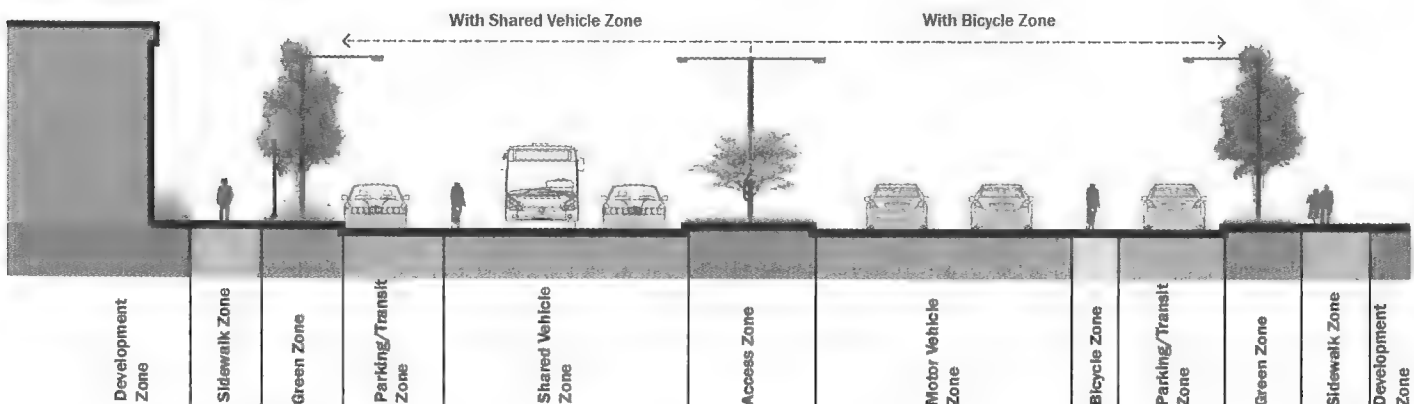 With Shared Vehicle Zone
With Bicycle Zone
Development
Zone
Sidewalk Zone
Green Zone
Parking/Transit
Zone
Shared Vehicle
Zone
Access Zone
Motor Vehicle
Zone
Bicycle Zone
Parking/Transit
Zone
Green Zone
Sidewalk Zone
Development
Zone